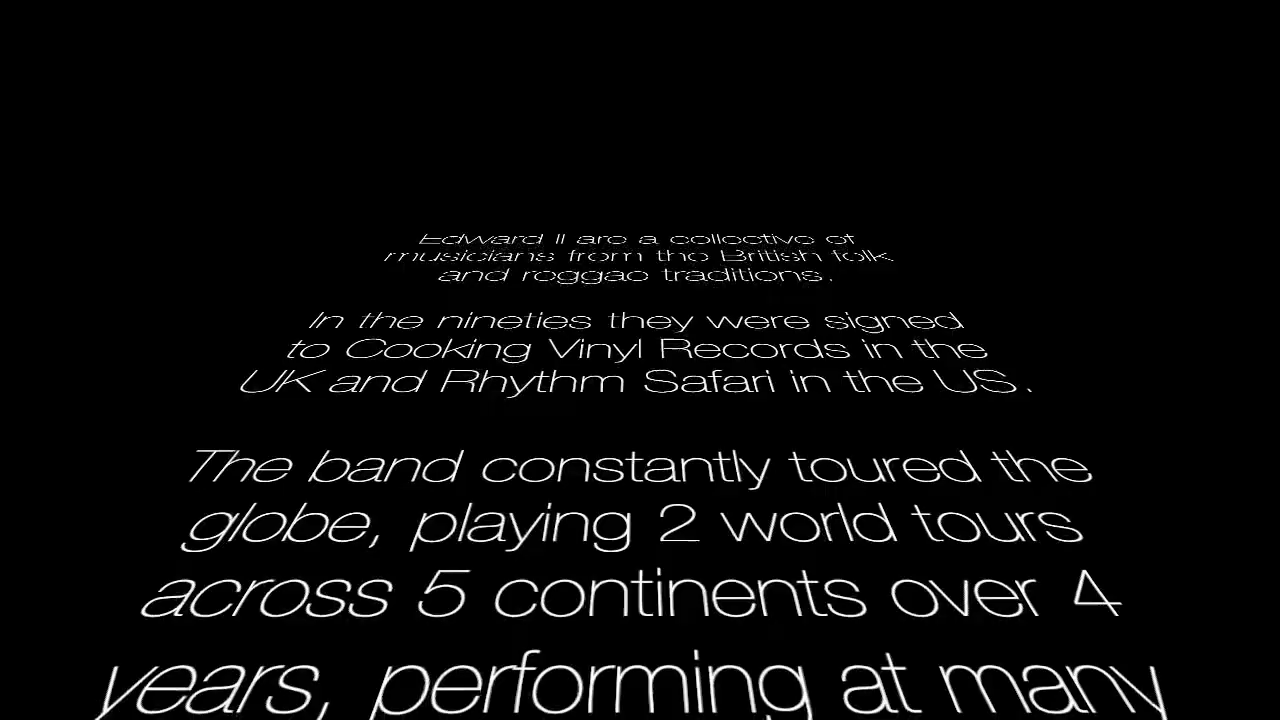 Edward II are a collective of
musicians from the British folk
and reggae traditions.
In the nineties they were signed
to Cooking Vinyl Records in the
UK and Rhythm Safari in the US.
The band constantly toured the
globe, playing 2 world tours
across 5 continents over 4
years, performing at many